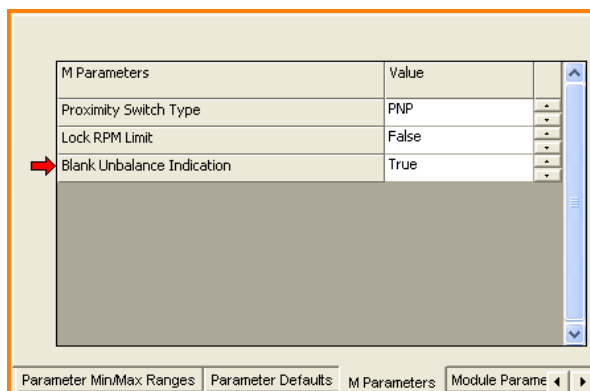 M Parameters Value
Proximity Switch Type PNP
Lock RPM Limit False
Blank Unbalance Indication True
Parameter Min/Max Ranges Parameter Defaults M Parameters Module Parame